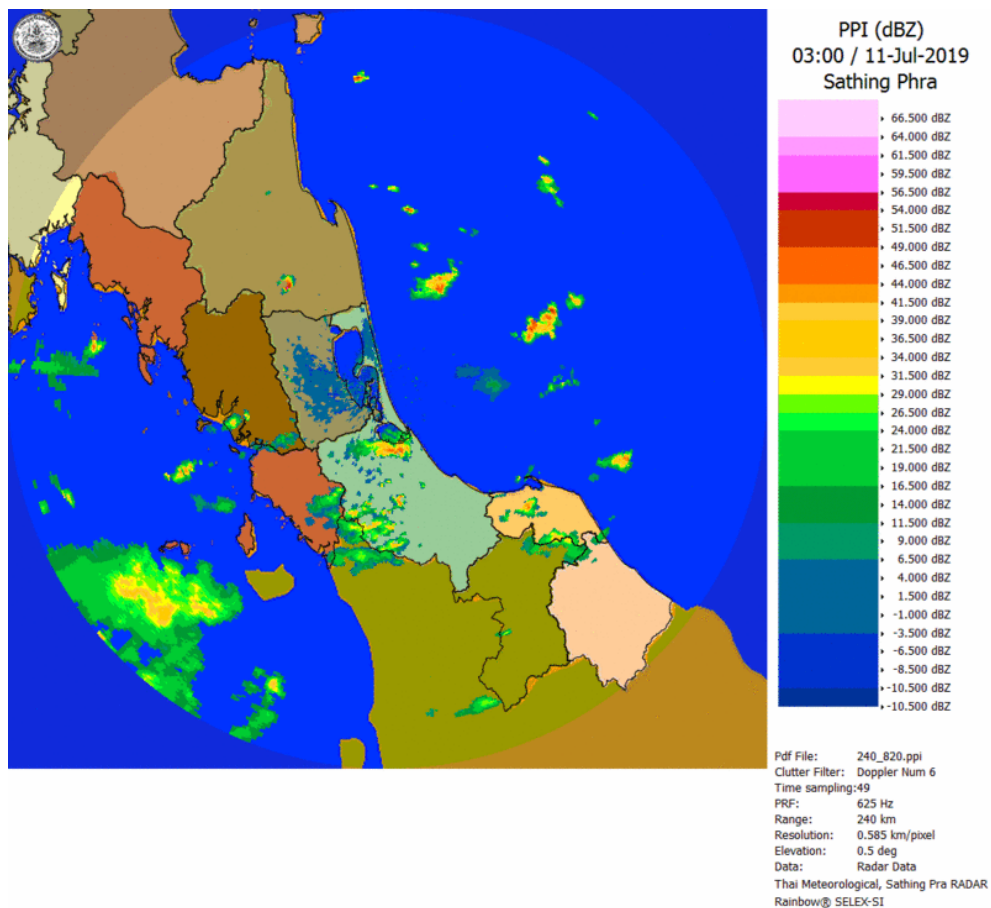 PPI (dBZ)
03:00 / 11-Jul-2019
Sathing Phra
66.500 dBZ
64.000 dBZ
61.500 dBZ
59.500 dBZ
56.500 dBZ
54.000 dBZ
51.500 dBZ
49.000 dBZ
46.500 dBZ
44.000 dBZ
41.500 dBZ
39.000 dBZ
36.500 dBZ
34.000 dBZ
31.500 dBZ
29.000 dBZ
26.500 dBZ
24.000 dBZ
21.500 dBZ
19.000 dBZ
16.500 dBZ
14.000 dBZ
11.500 dBZ
9.000 dBZ
6.500 dBZ
4.000 dBZ
1.500 dBZ
-1.000 dBZ
-3.500 dBZ
-6.500 dBZ
-8.500 dBZ
-10.500 dBZ
-10.500 dBZ
Pdf File: 240_820.ppi
Clutter Filter: Doppler Num 6
Time sampling:49
PRF: 625 Hz
Range: 240 km
Resolution: 0.585 km/pixel
Elevation: 0.5 deg
Data: Radar Data
Thai Meteorological, Sathing Pra RADAR
Rainbow® SELEX-SI